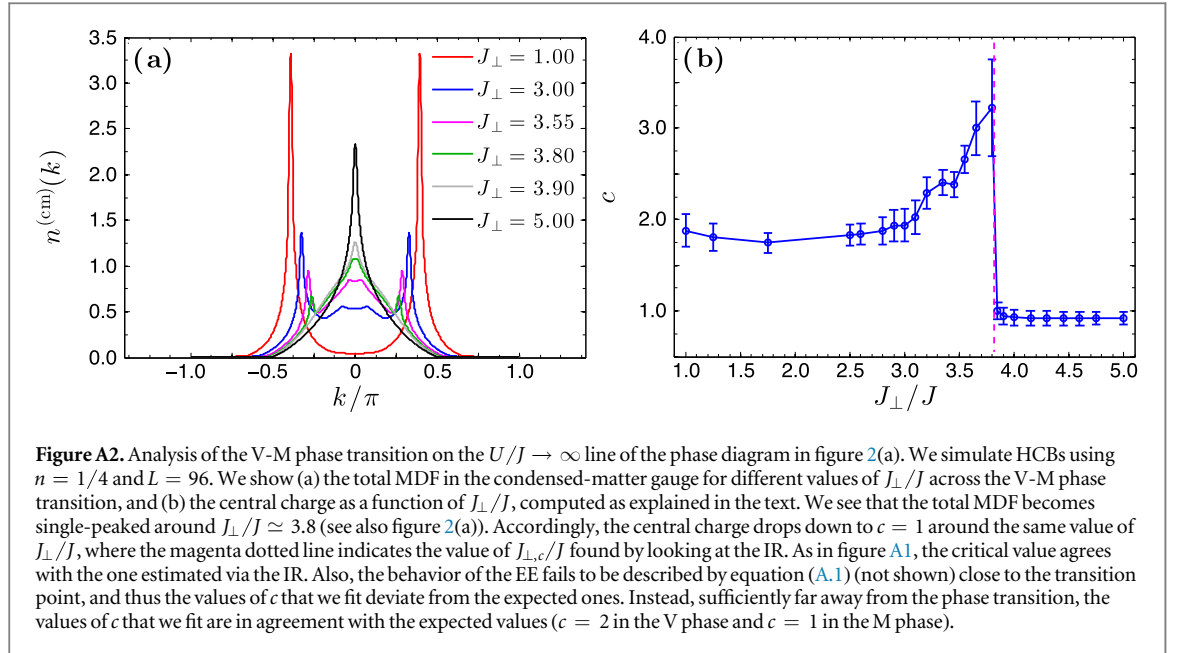 (a)
3.5
3.0
2.5
2.0
1.5
1.0
0.5
0.0
n^(cm)(k)
−1.0 −0.5 0 0.5 1.0
k/π
J⊥ = 1.00
J⊥ = 3.00
J⊥ = 3.55
J⊥ = 3.80
J⊥ = 3.90
J⊥ = 5.00
(b)
4.0
3.0
2.0
1.0
c
1.0 1.5 2.0 2.5 3.0 3.5 4.0 4.5 5.0
J⊥/J
Figure A2. Analysis of the V-M phase transition on the U/J → ∞ line of the phase diagram in figure 2(a). We simulate HCBs using
n = 1/4 and L = 96. We show (a) the total MDF in the condensed-matter gauge for different values of J⊥/J across the V-M phase
transition, and (b) the central charge as a function of J⊥/J, computed as explained in the text. We see that the total MDF becomes
single-peaked around J⊥/J ≃ 3.8 (see also figure 2(a)). Accordingly, the central charge drops down to c = 1 around the same value of
J⊥/J, where the magenta dotted line indicates the value of J⊥,c/J found by looking at the IR. As in figure A1, the critical value agrees
with the one estimated via the IR. Also, the behavior of the EE fails to be described by equation (A.1) (not shown) close to the transition
point, and thus the values of c that we fit deviate from the expected ones. Instead, sufficiently far away from the phase transition, the
values of c that we fit are in agreement with the expected values (c = 2 in the V phase and c = 1 in the M phase).